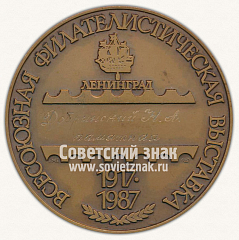 ВСЕСОЮЗНАЯ ФИЛАТЕЛИСТИЧЕСКАЯ ВЫСТАВКА
ЛЕНИНГРАД
Советский знак
www.sovietznak.ru
1917-
1987